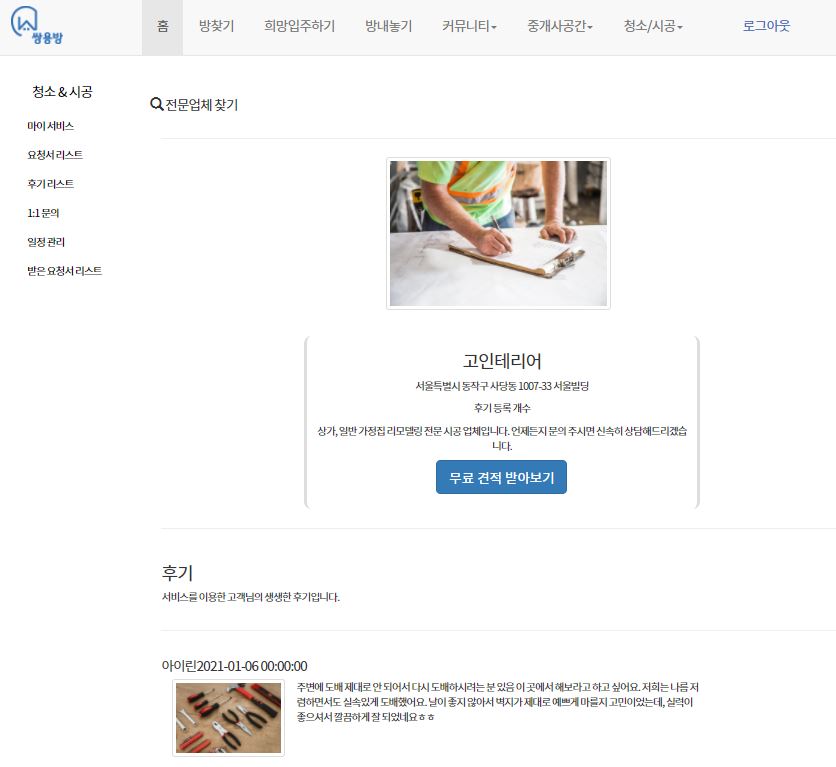 쌍용방
홈
방찾기
희망입주하기
방내놓기
커뮤니티
중개사공간
청소/시공
로그아웃
청소 & 시공
마이 서비스
요청서 리스트
후기 리스트
1:1 문의
일정 관리
받은 요청서 리스트
전문업체 찾기
고인테리어
서울특별시 동작구 사당동 1007-33 서울빌딩
후기 등록 개수
상가, 일반 가정집 리모델링 전문 시공 업체입니다. 언제든지 문의 주시면 신속히 상담해드리겠습
니다.
무료 견적 받아보기
후기
서비스를 이용한 고객님의 생생한 후기입니다.
아이린2021-01-06 00:00:00
주변에 도배 제대로 안 되어서 다시 도배하시려는 분 있음 이 곳에서 해보라고 하고 싶어요. 저희는 나름 저
렴하면서도 실속있게 도배했어요. 날이 좋지 않아서 벽지가 제대로 예쁘게 마를지 고민이었는데, 실력이
좋으셔서 깔끔하게 잘 되었네요ㅎㅎ